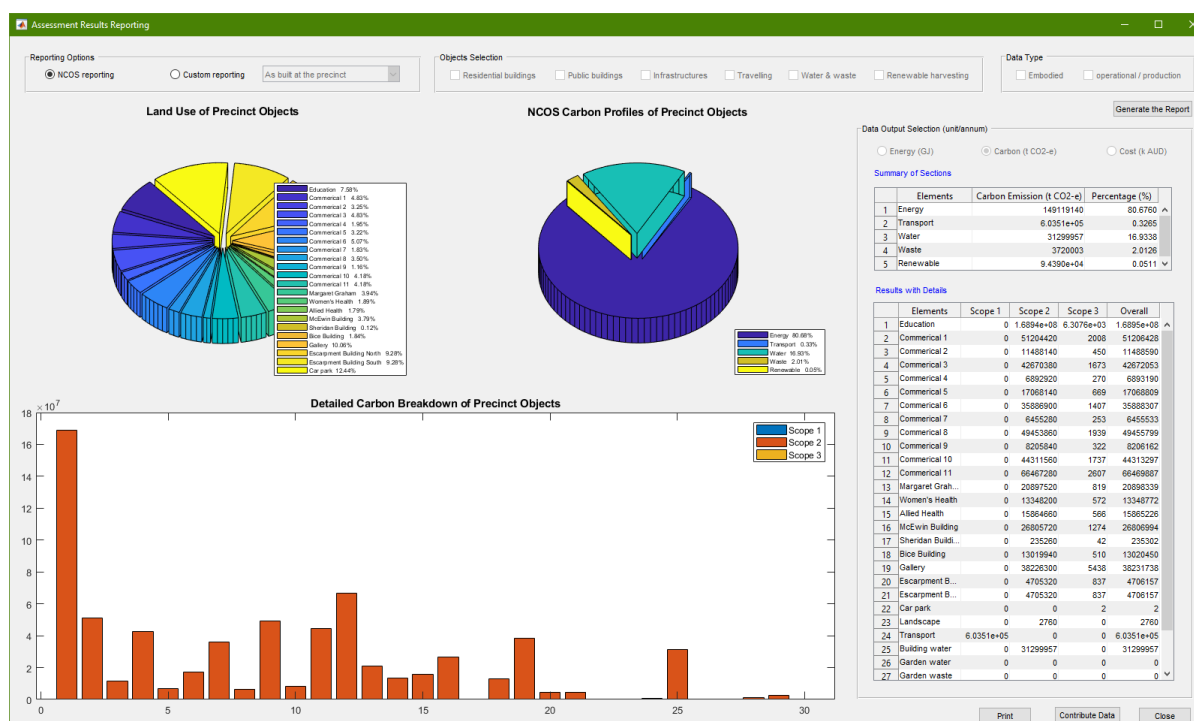 Assessment Results Reporting
Reporting Options
NCOS reporting
Custom reporting
As built at the precinct
Objects Selection
Residential buildings
Public buildings
Infrastructures
Travelling
Water & waste
Renewable harvesting
Data Type
Embodied
operational / production
Generate the Report
Land Use of Precinct Objects
Education 7.58%
Commerical 1 4.83%
Commerical 2 3.25%
Commerical 3 4.83%
Commerical 4 1.95%
Commerical 5 3.22%
Commerical 6 5.07%
Commerical 7 1.83%
Commerical 8 3.50%
Commerical 9 1.16%
Commerical 10 4.18%
Commerical 11 4.18%
Margaret Graham 3.94%
Women's Health 1.89%
Allied Health 1.79%
McEwin Building 3.79%
Sheridan Building 0.12%
Bice Building 1.84%
Gallery 10.06%
Escarpment Building North 9.28%
Escarpment Building South 9.28%
Car park 12.44%
NCOS Carbon Profiles of Precinct Objects
Energy 80.68%
Transport 0.33%
Water 16.93%
Waste 2.01%
Renewable 0.05%
Data Output Selection (unit/annum)
Energy (GJ)
Carbon (t CO2-e)
Cost (k AUD)
Summary of Sections
Elements Carbon Emission (t CO2-e) Percentage (%)
1 Energy 149119140 80.6760
2 Transport 6.0351e+05 0.3265
3 Water 31299957 16.9338
4 Waste 3720003 2.0126
5 Renewable 9.4390e+04 0.0511
Results with Details
Elements Scope 1 Scope 2 Scope 3 Overall
1 Education 0 1.6894e+08 6.3076e+03 1.6895e+08
2 Commerical 1 0 51204420 2008 51206428
3 Commerical 2 0 11488140 450 11488590
4 Commerical 3 0 42670380 1673 42672053
5 Commerical 4 0 6892920 270 6893190
6 Commerical 5 0 17068140 669 17068809
7 Commerical 6 0 35886900 1407 35888307
8 Commerical 7 0 6455280 253 6455533
9 Commerical 8 0 49453860 1939 49455799
10 Commerical 9 0 8205840 322 8206162
11 Commerical 10 0 44311560 1737 44313297
12 Commerical 11 0 66467280 2607 66469887
13 Margaret Grah... 0 20897520 819 20898339
14 Women's Health 0 13348200 572 13348772
15 Allied Health 0 15864660 566 15865226
16 McEwin Building 0 26805720 1274 26806994
17 Sheridan Buildi... 0 235260 42 235302
18 Bice Building 0 13019940 510 13020450
19 Gallery 0 38226300 5438 38231738
20 Escarpment B... 0 4705320 837 4706157
21 Escarpment B... 0 4705320 837 4706157
22 Car park 0 0 2 2
23 Landscape 0 2760 0 2760
24 Transport 6.0351e+05 0 0 6.0351e+05
25 Building water 0 31299957 0 31299957
26 Garden water 0 0 0 0
27 Garden waste 0 0 0 0
Detailed Carbon Breakdown of Precinct Objects
×10^7
18
16
14
12
10
8
6
4
2
0
0 5 10 15 20 25 30
Scope 1
Scope 2
Scope 3
Print
Contribute Data
Close